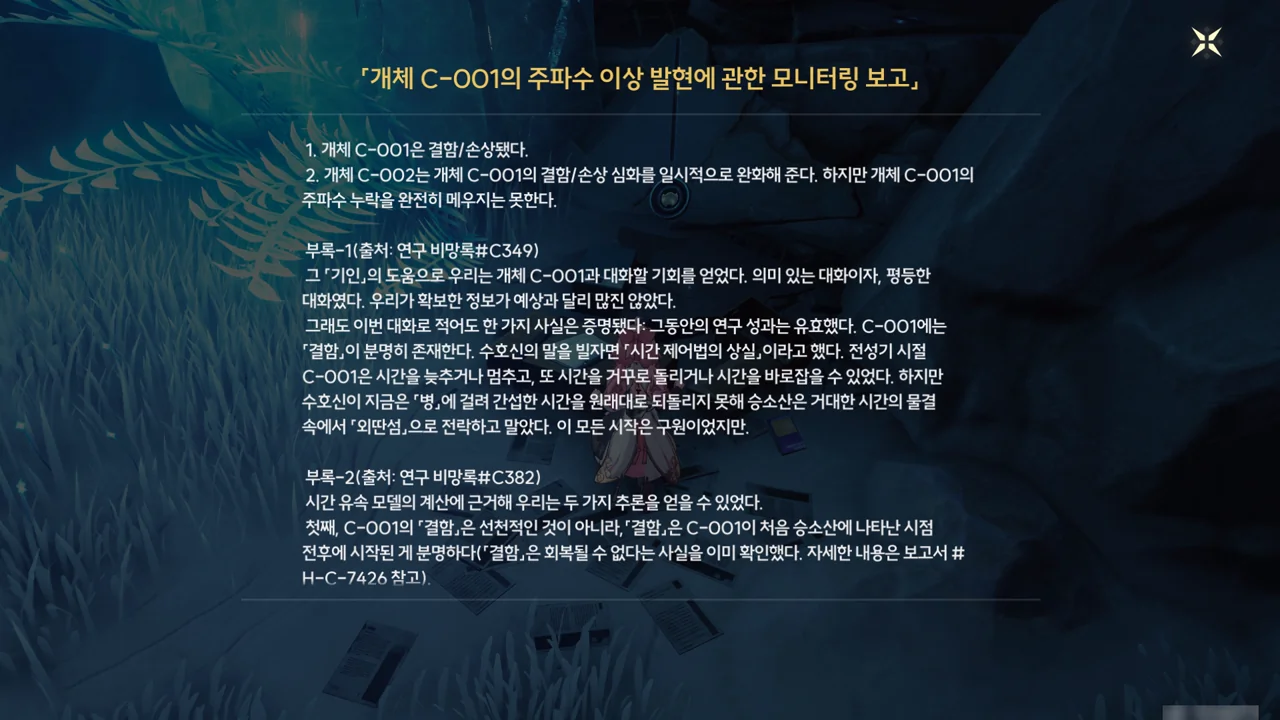 「개체 C-001의 주파수 이상 발현에 관한 모니터링 보고」
1. 개체 C-001은 결함/손상됐다.
2. 개체 C-002는 개체 C-001의 결함/손상 심화를 일시적으로 완화해 준다. 하지만 개체 C-001의
주파수 누락을 완전히 메우지는 못한다.
부록-1(출처: 연구 비망록#C349)
그 「기인」의 도움으로 우리는 개체 C-001과 대화할 기회를 얻었다. 의미 있는 대화이자, 평등한
대화였다. 우리가 확보한 정보가 예상과 달리 많진 않았다.
그래도 이번 대화로 적어도 한 가지 사실은 증명됐다: 그동안의 연구 성과는 유효했다. C-001에는
「결함」이 분명히 존재한다. 수호신의 말을 빌자면 「시간 제어법의 상실」이라고 했다. 전성기 시절
C-001은 시간을 늦추거나 멈추고, 또 시간을 거꾸로 돌리거나 시간을 바로잡을 수 있었다. 하지만
수호신이 지금은 「병」에 걸려 간섭한 시간을 원래대로 되돌리지 못해 승소산은 거대한 시간의 물결
속에서 「외딴섬」으로 전락하고 말았다. 이 모든 시작은 구원이었지만.
부록-2(출처: 연구 비망록#C382)
시간 유속 모델의 계산에 근거해 우리는 두 가지 추론을 얻을 수 있었다.
첫째, C-001의 「결함」은 선천적인 것이 아니라,「결함」은 C-001이 처음 승소산에 나타난 시점
전후에 시작된 게 분명하다(「결함」은 회복될 수 없다는 사실을 이미 확인했다. 자세한 내용은 보고서 #
H-C-7426 참고).